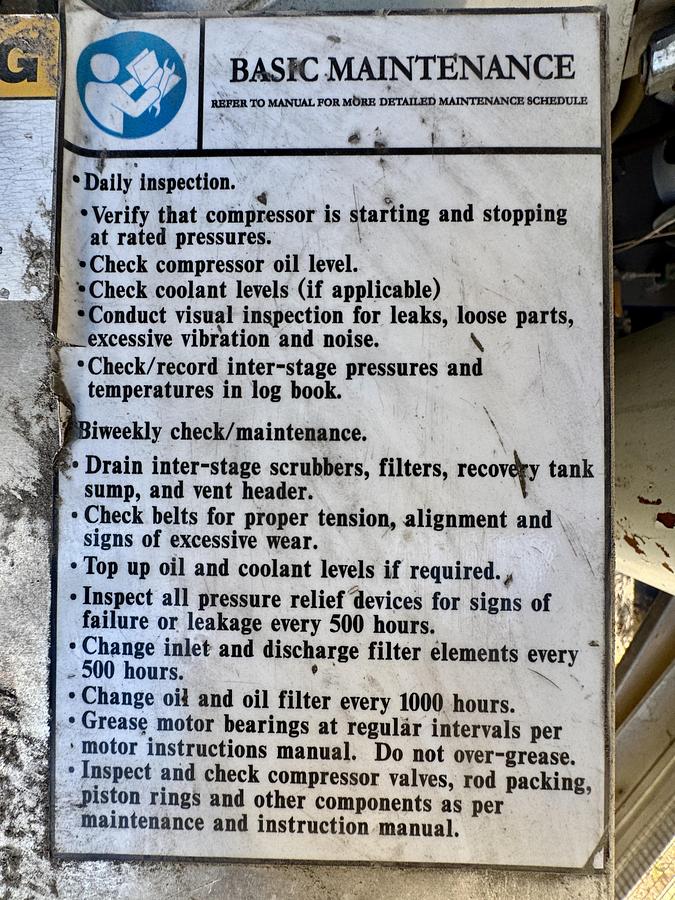 G
BASIC MAINTENANCE
REFER TO MANUAL FOR MORE DETAILED MAINTENANCE SCHEDULE
• Daily inspection.
• Verify that compressor is starting and stopping
at rated pressures.
• Check compressor oil level.
• Check coolant levels (if applicable)
• Conduct visual inspection for leaks, loose parts,
excessive vibration and noise.
• Check/record inter-stage pressures and
temperatures in log book.
Biweekly check/maintenance.
• Drain inter-stage scrubbers, filters, recovery tank
sump, and vent header.
• Check belts for proper tension, alignment and
signs of excessive wear.
• Top up oil and coolant levels if required.
• Inspect all pressure relief devices for signs of
failure or leakage every 500 hours.
• Change inlet and discharge filter elements every
500 hours.
• Change oil and oil filter every 1000 hours.
• Grease motor bearings at regular intervals per
motor instructions manual. Do not over-grease.
• Inspect and check compressor valves, rod packing,
piston rings and other components as per
maintenance and instruction manual.